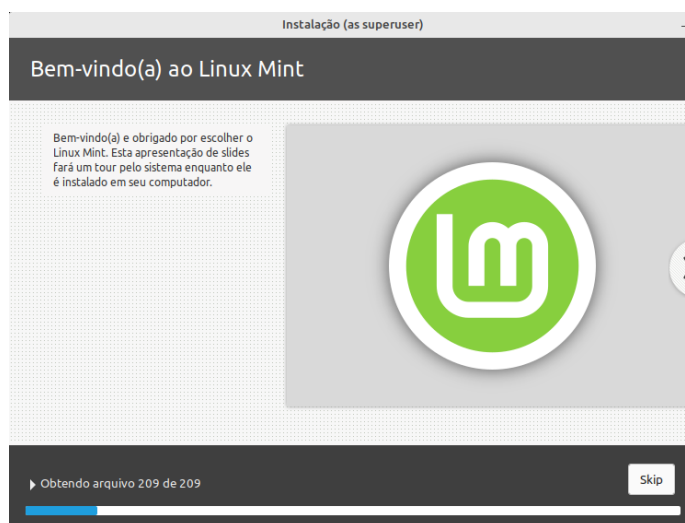 Instalação (as superuser)
Bem-vindo(a) ao Linux Mint
Bem-vindo(a) e obrigado por escolher o
Linux Mint. Esta apresentação de slides
fará um tour pelo sistema enquanto ele
é instalado em seu computador.
lm
Obtendo arquivo 209 de 209
Skip